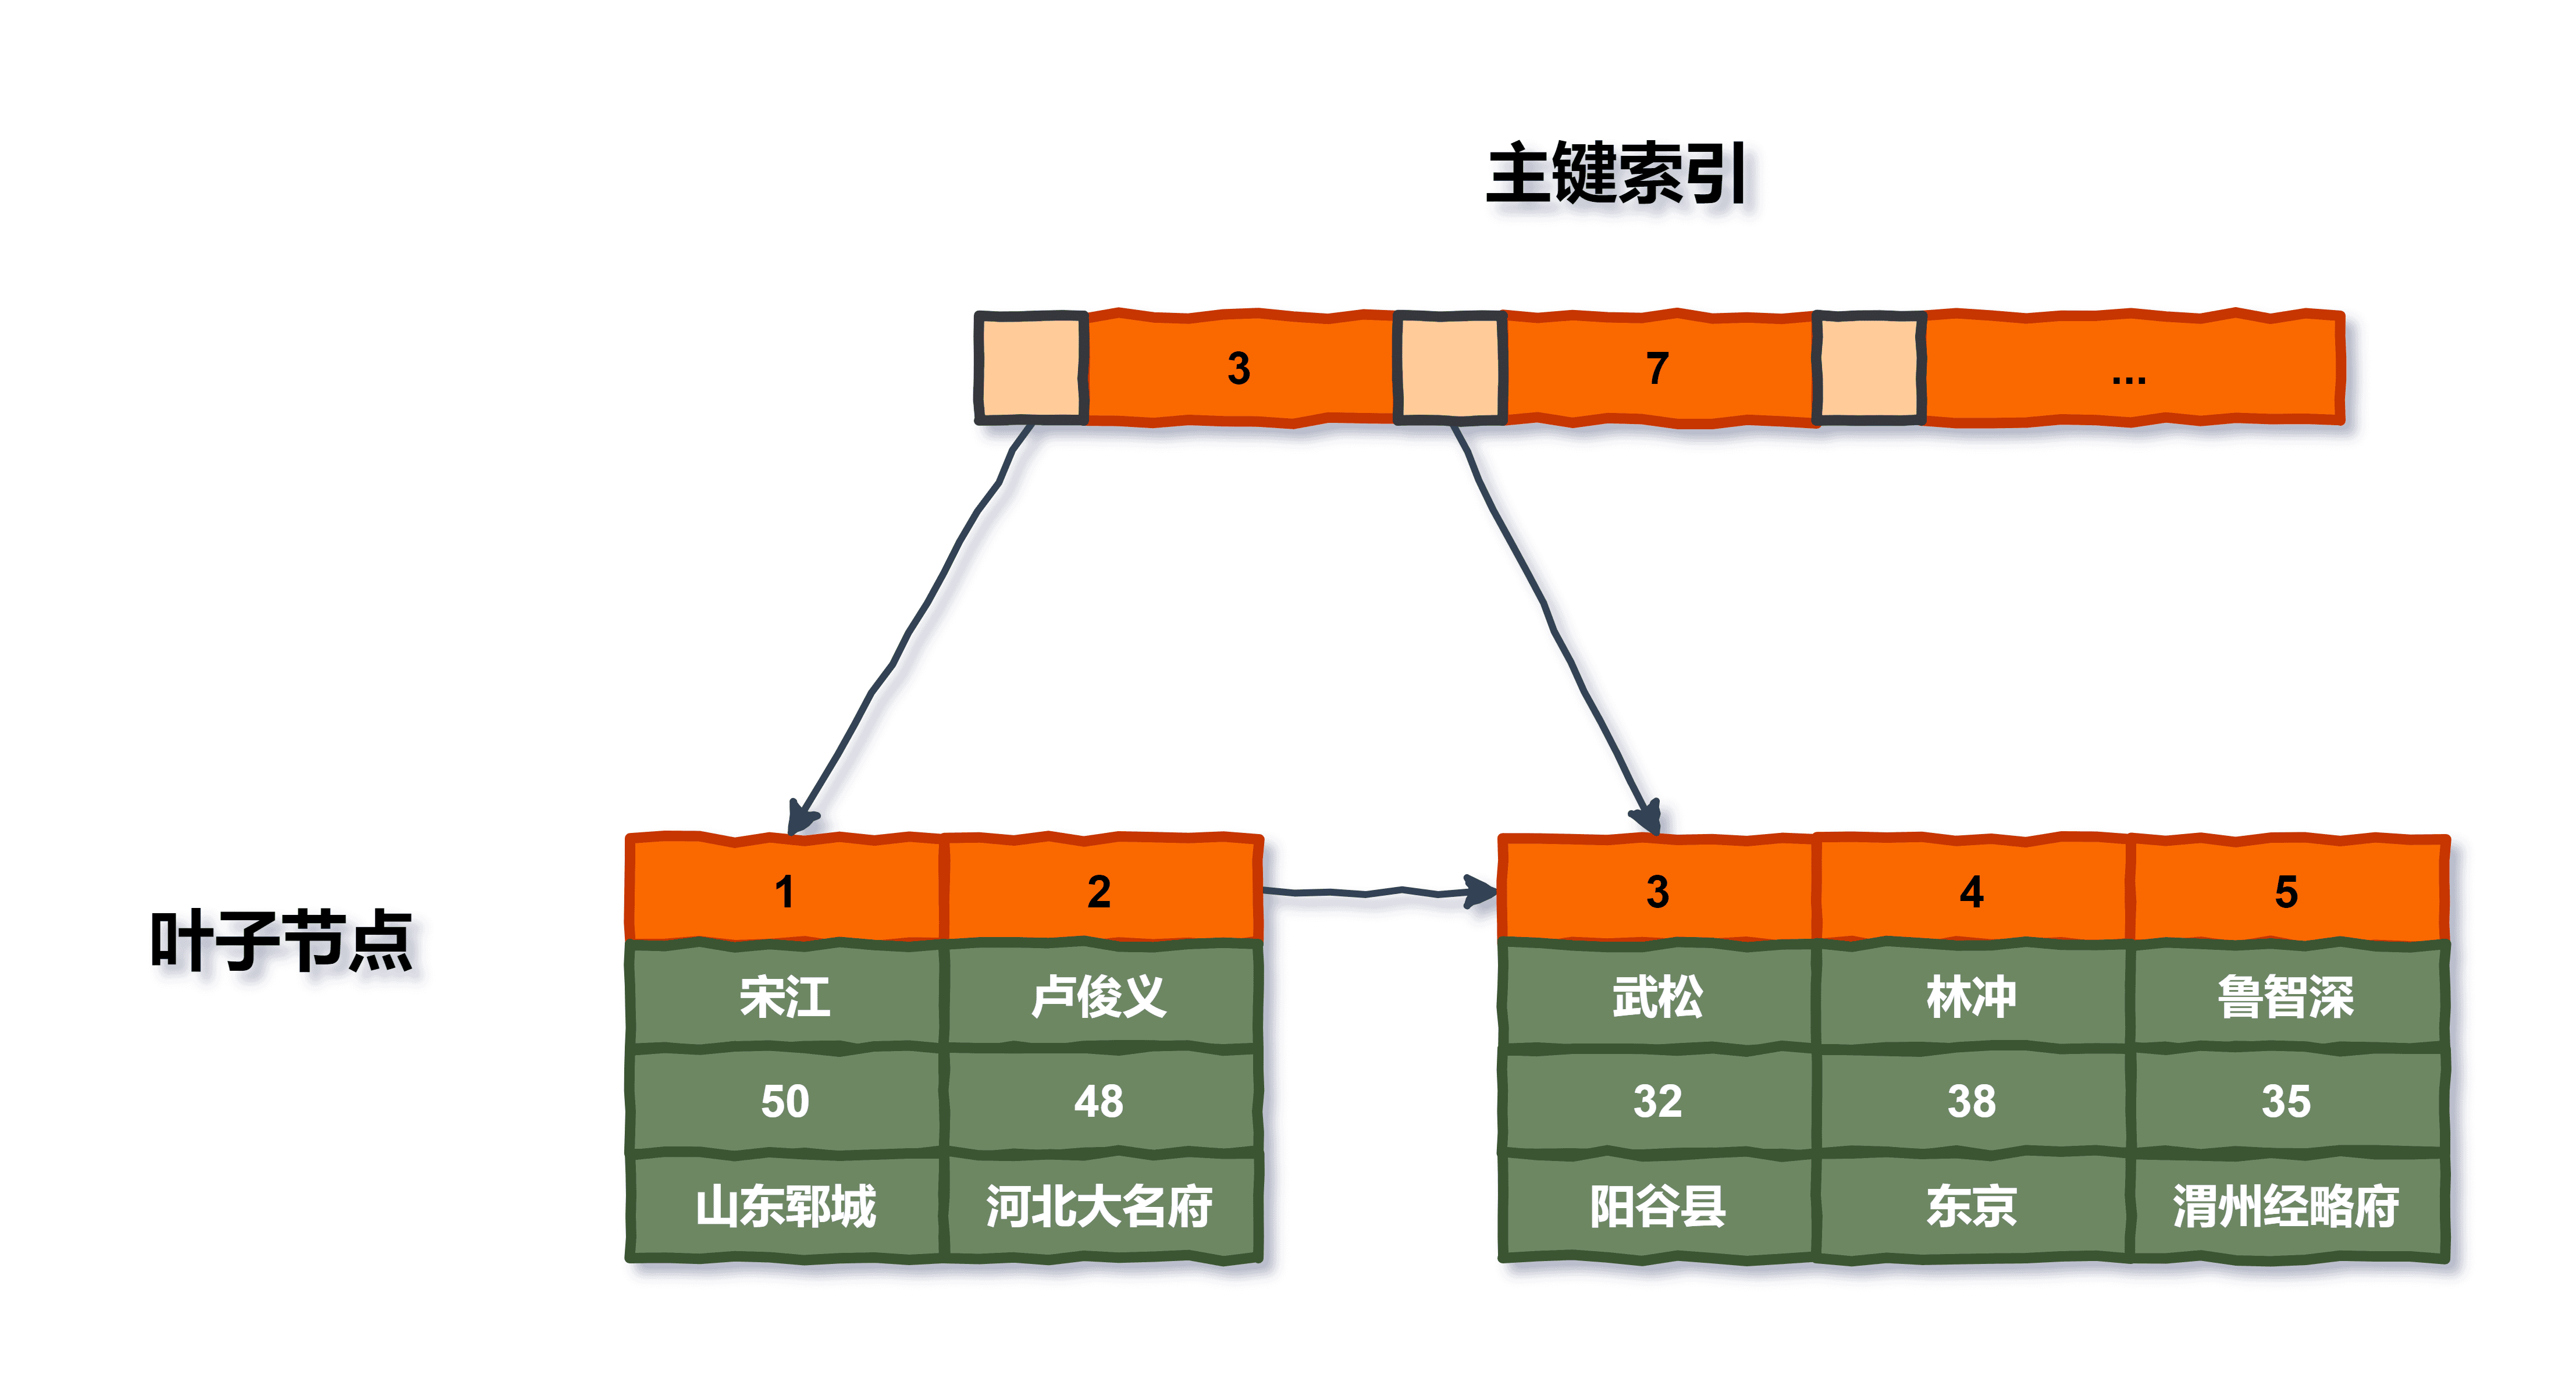 主键索引
3 7 ...
1 2 3 4 5
叶子节点
宋江 卢俊义 武松 林冲 鲁智深
50 48 32 38 35
山东郓城 河北大名府 阳谷县 东京 渭州经略府